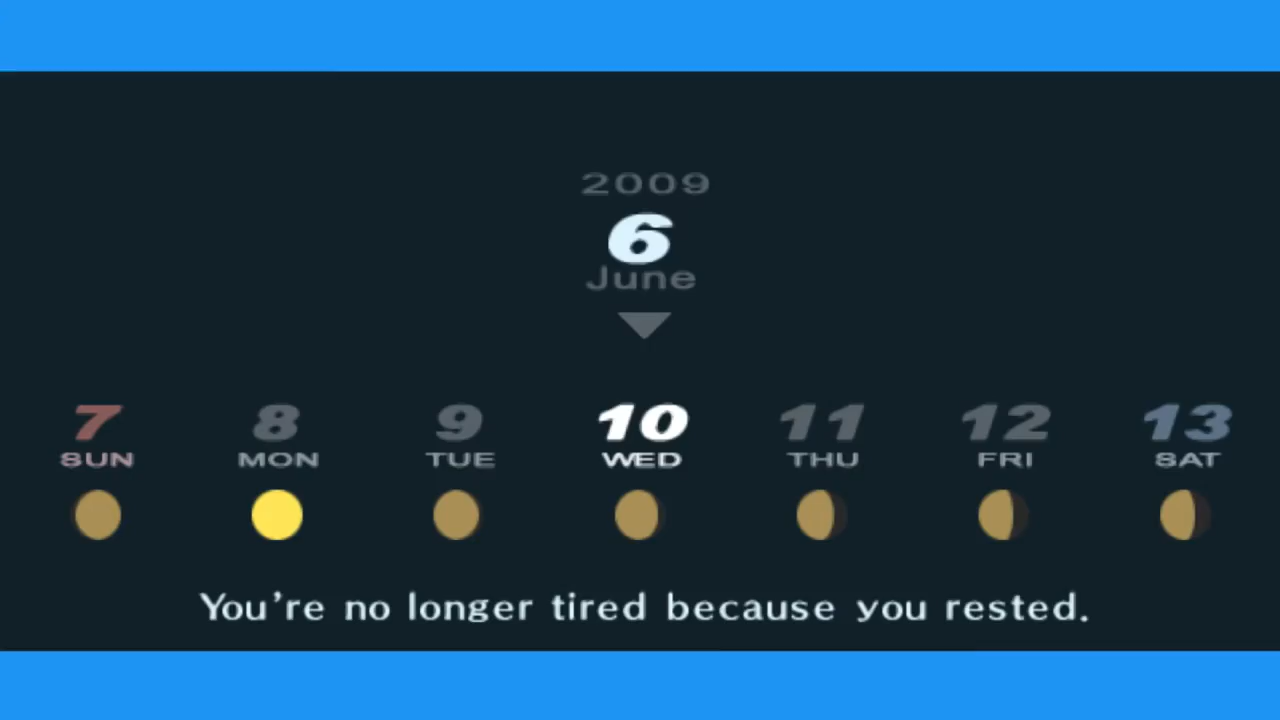 2009
6
June
7 8 9 10 11 12 13
SUN MON TUE WED THU FRI SAT
You're no longer tired because you rested.